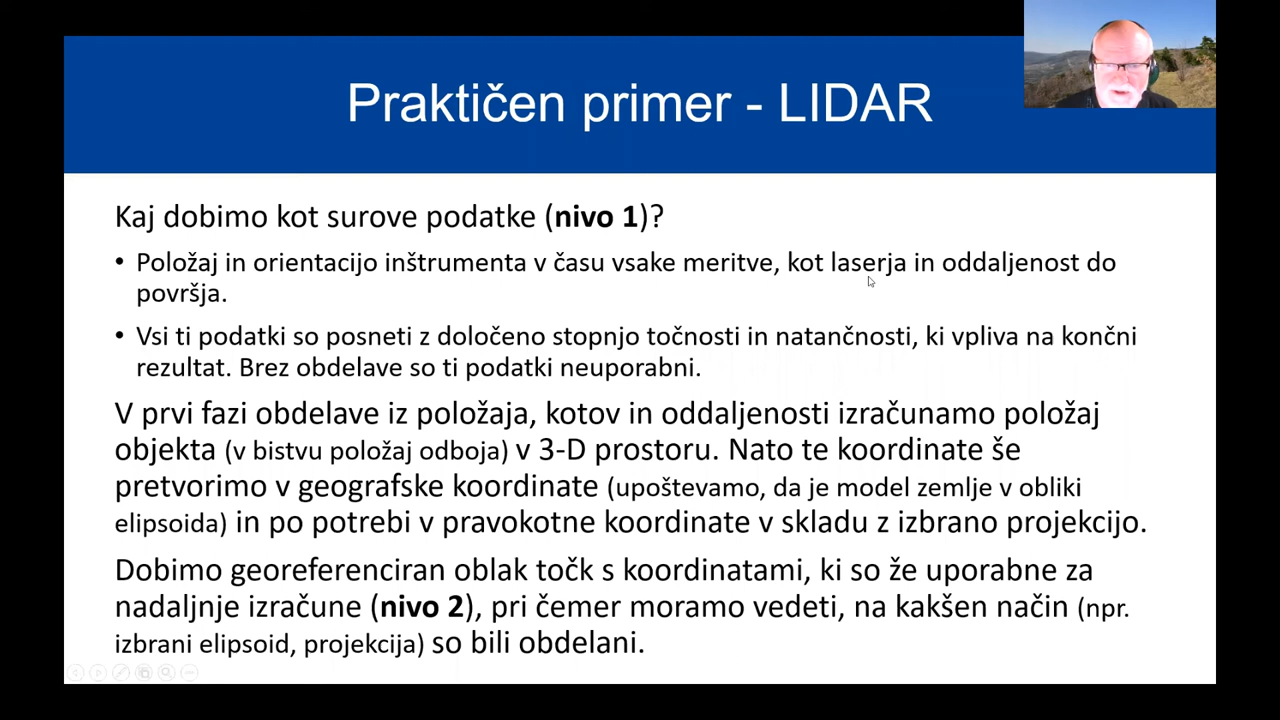 Praktičen primer - LIDAR
Kaj dobimo kot surove podatke (nivo 1)?
• Položaj in orientacijo inštrumenta v času vsake meritve, kot laserja in oddaljenost do
površja.
• Vsi ti podatki so posneti z določeno stopnjo točnosti in natančnosti, ki vpliva na končni
rezultat. Brez obdelave so ti podatki neuporabni.
V prvi fazi obdelave iz položaja, kotov in oddaljenosti izračunamo položaj
objekta (v bistvu položaj odboja) v 3-D prostoru. Nato te koordinate še
pretvorimo v geografske koordinate (upoštevamo, da je model zemlje v obliki
elipsoida) in po potrebi v pravokotne koordinate v skladu z izbrano projekcijo.
Dobimo georeferenciran oblak točk s koordinatami, ki so že uporabne za
nadaljnje izračune (nivo 2), pri čemer moramo vedeti, na kakšen način (npr.
izbrani elipsoid, projekcija) so bili obdelani.